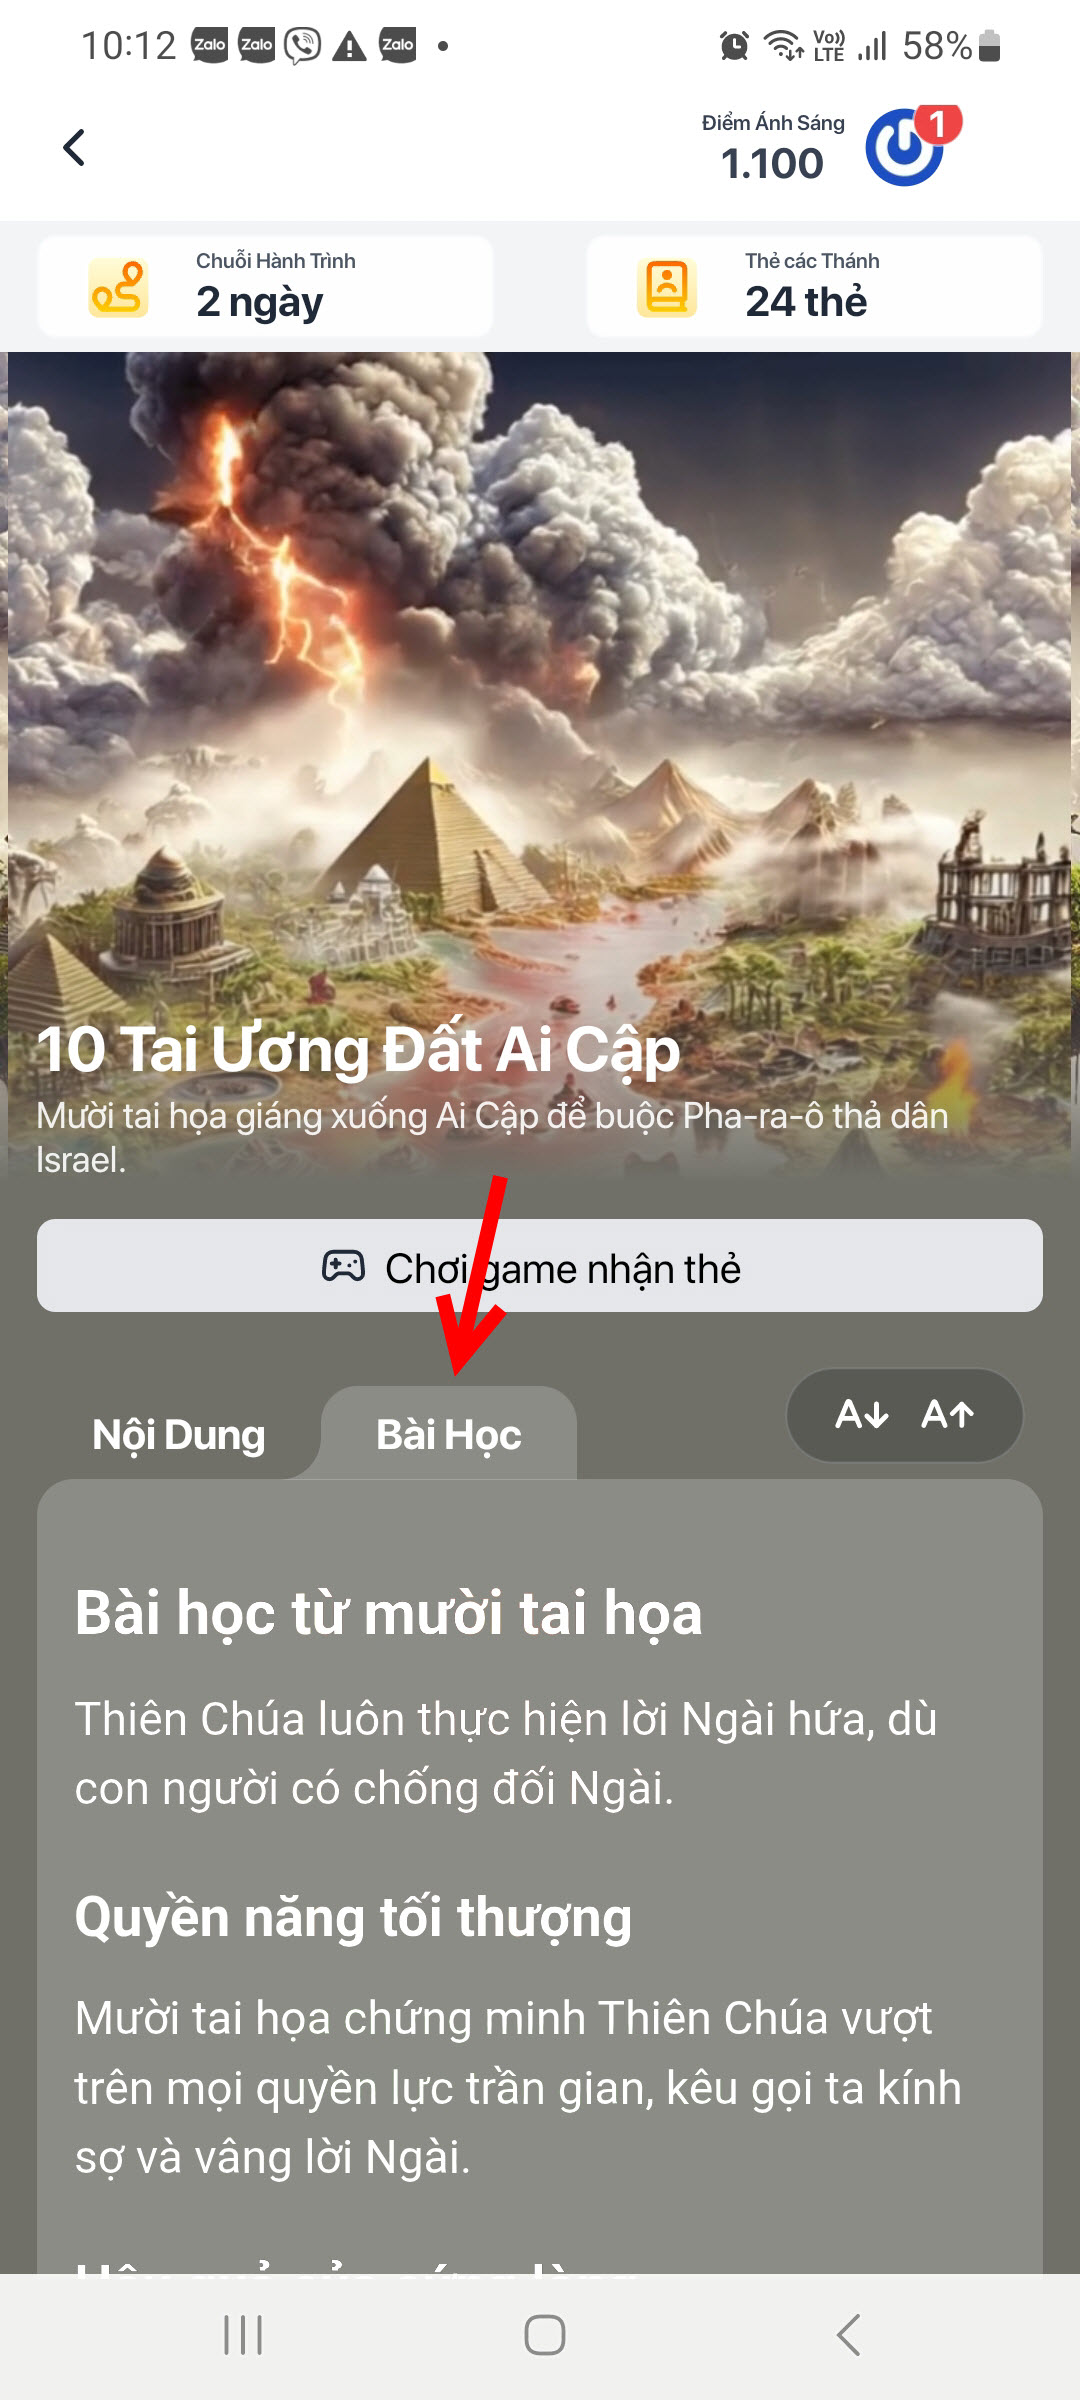 10:12 Zalo Zalo Zalo Vo)) LTE 58%
Điểm Ánh Sáng
1.100
1
Chuỗi Hành Trình
2 ngày
Thẻ các Thánh
24 thẻ
10 Tai Ương Đất Ai Cập
Mười tai họa giáng xuống Ai Cập để buộc Pha-ra-ô thả dân
Israel.
Chơi game nhận thẻ
Nội Dung
Bài Học
A↓ A↑
Bài học từ mười tai họa
Thiên Chúa luôn thực hiện lời Ngài hứa, dù
con người có chống đối Ngài.
Quyền năng tối thượng
Mười tai họa chứng minh Thiên Chúa vượt
trên mọi quyền lực trần gian, kêu gọi ta kính
sợ và vâng lời Ngài.